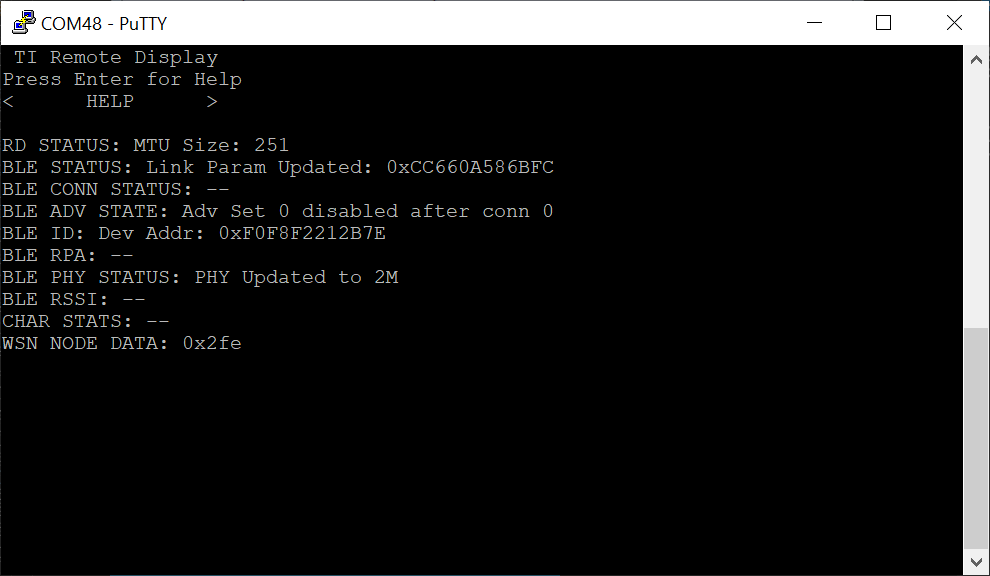 COM48 - PuTTY
TI Remote Display
Press Enter for Help
<      HELP      >
RD STATUS: MTU Size: 251
BLE STATUS: Link Param Updated: 0xCC660A586BFC
BLE CONN STATUS: --
BLE ADV STATE: Adv Set 0 disabled after conn 0
BLE ID: Dev Addr: 0xF0F8F2212B7E
BLE RPA: --
BLE PHY STATUS: PHY Updated to 2M
BLE RSSI: --
CHAR STATS: --
WSN NODE DATA: 0x2fe